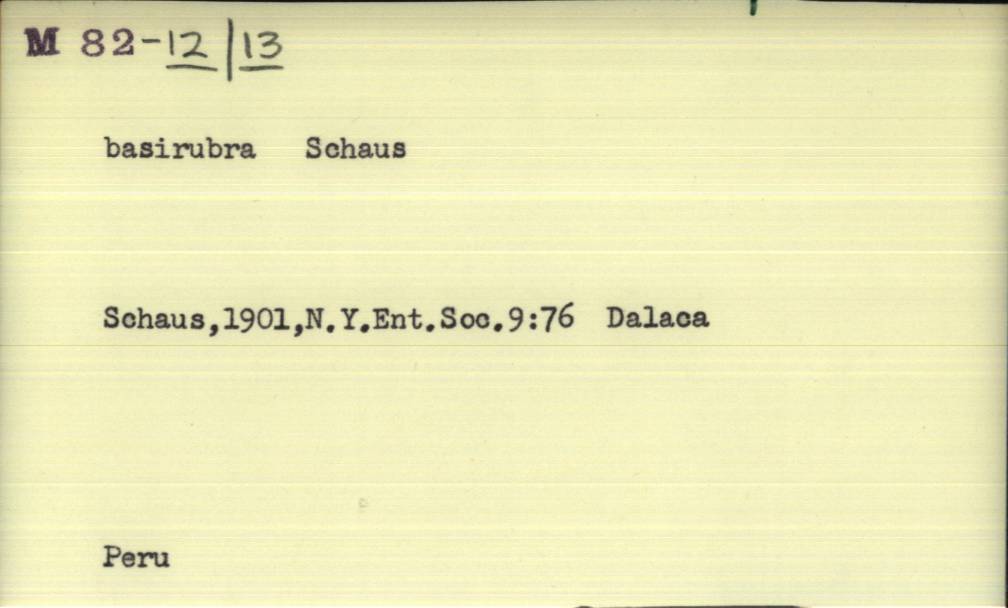 M 82-12/13
basirubra Schaus
Schaus,1901,N.Y.Ent.Soc.9:76 Dalaca
Peru